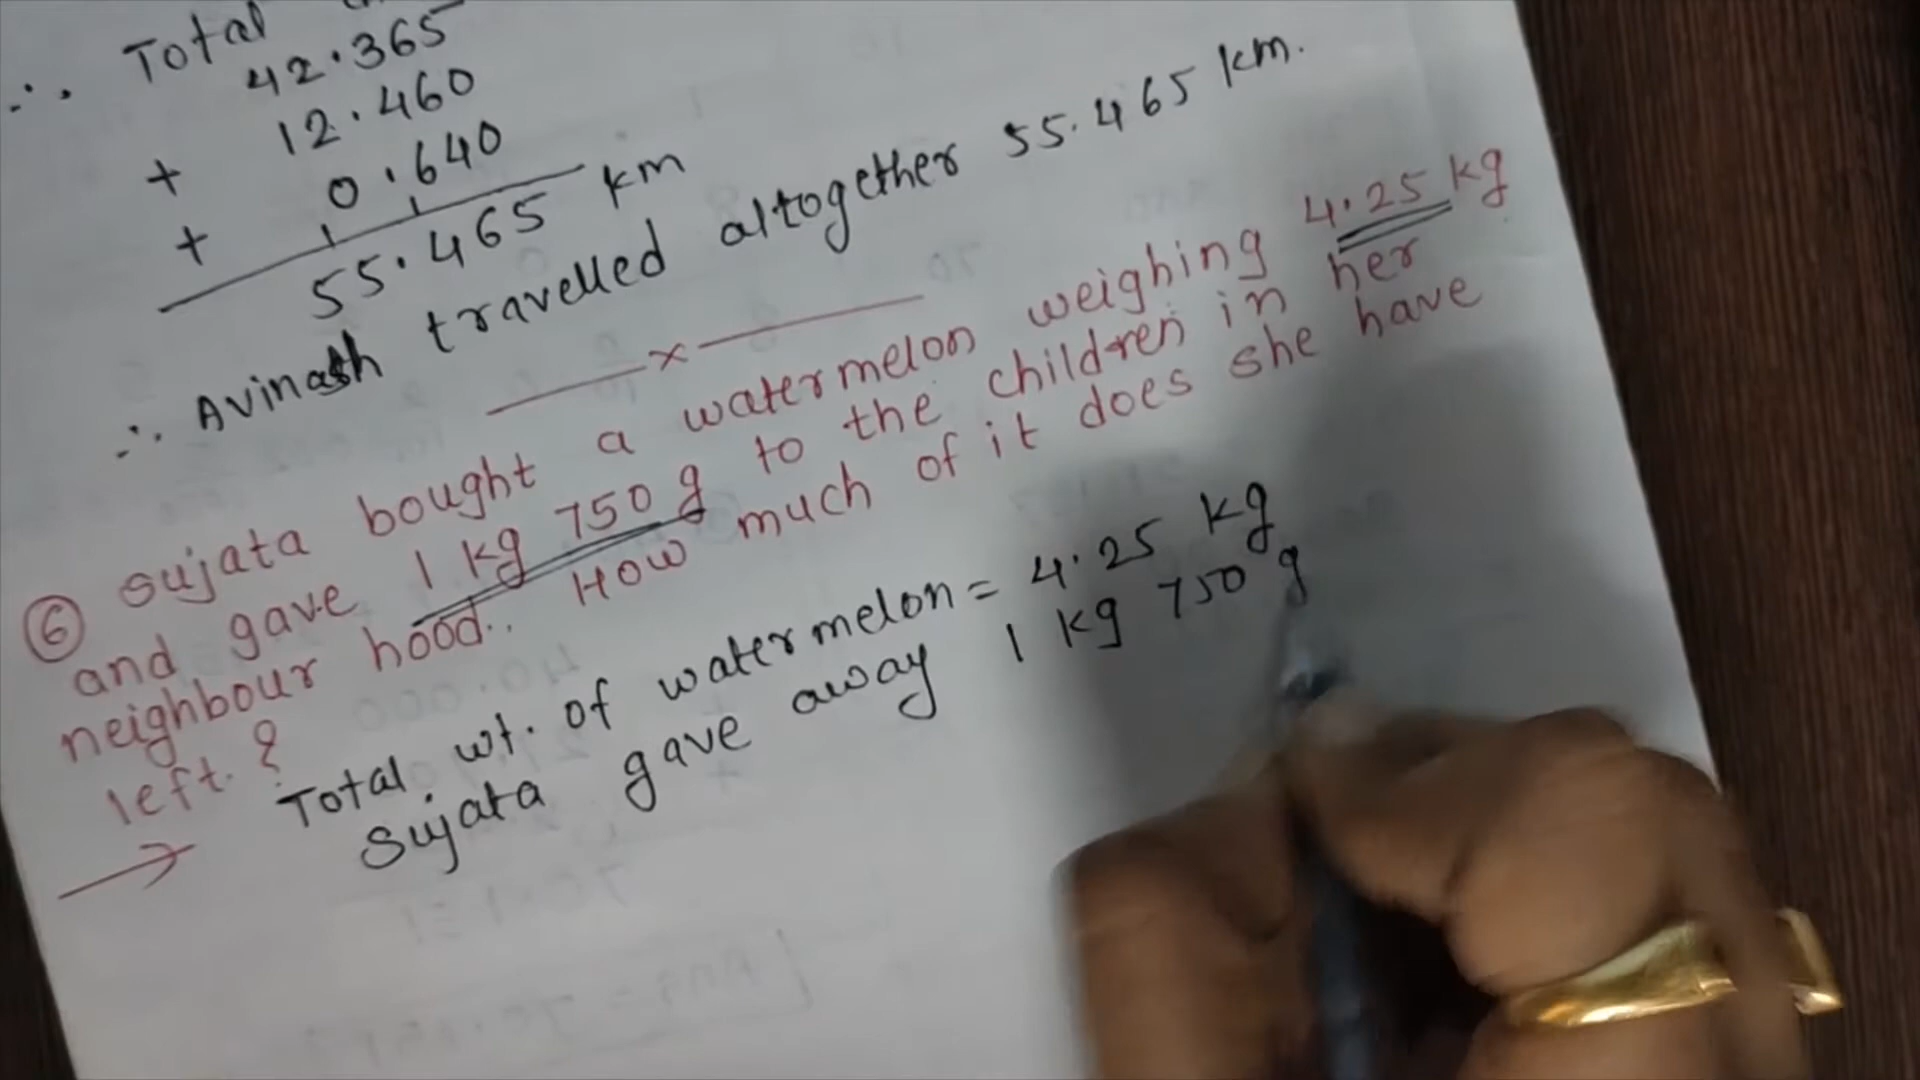 ∴ Total
42.365
+ 12.460
+ 0.640
1 1
55.465 km
∴ Avinash travelled altogether 55.465 km.
x
⑥ sujata bought a watermelon weighing 4.25 kg
and gave 1 kg 750 g to the children in her
neighbour hood. How much of it does she have
left. ?
→ Total wt. of watermelon = 4.25 kg
Sujata gave away 1 kg 750 g